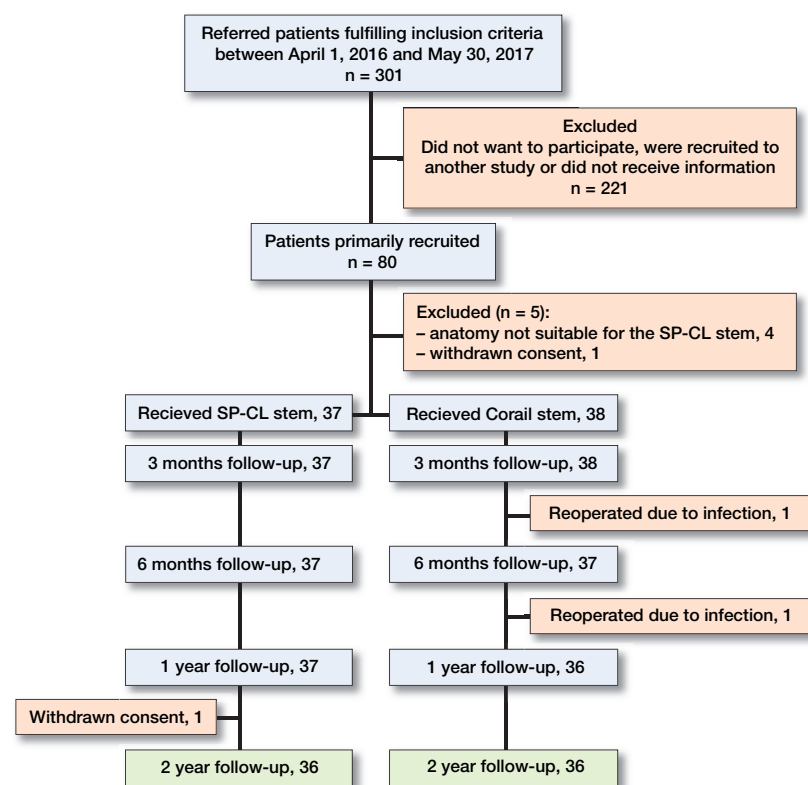 Referred patients fulfilling inclusion criteria
between April 1, 2016 and May 30, 2017
n = 301
Excluded
Did not want to participate, were recruited to
another study or did not receive information
n = 221
Patients primarily recruited
n = 80
Excluded (n = 5):
– anatomy not suitable for the SP-CL stem, 4
– withdrawn consent, 1
Recieved SP-CL stem, 37
Recieved Corail stem, 38
3 months follow-up, 37
3 months follow-up, 38
Reoperated due to infection, 1
6 months follow-up, 37
6 months follow-up, 37
Reoperated due to infection, 1
1 year follow-up, 37
1 year follow-up, 36
Withdrawn consent, 1
2 year follow-up, 36
2 year follow-up, 36